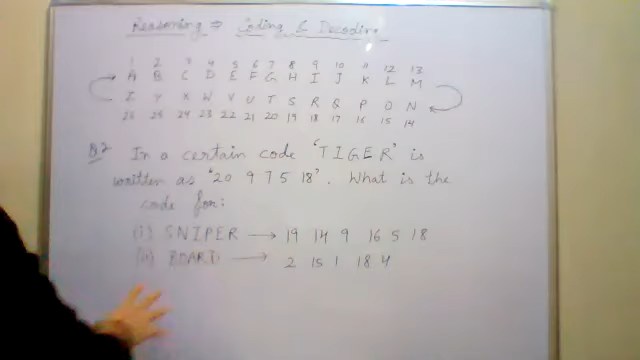 Reasoning ⇒ Coding & Decoding
1 2 3 4 5 6 7 8 9 10 11 12 13
A B C D E F G H I J K L M
Z Y X W V U T S R Q P O N
26 25 24 23 22 21 20 19 18 17 16 15 14
Q2 In a certain code 'TIGER' is
written as '20 9 7 5 18'. What is the
code for:
(i) SNIPER → 19 14 9 16 5 18
(ii) BOARD → 2 15 1 18 4